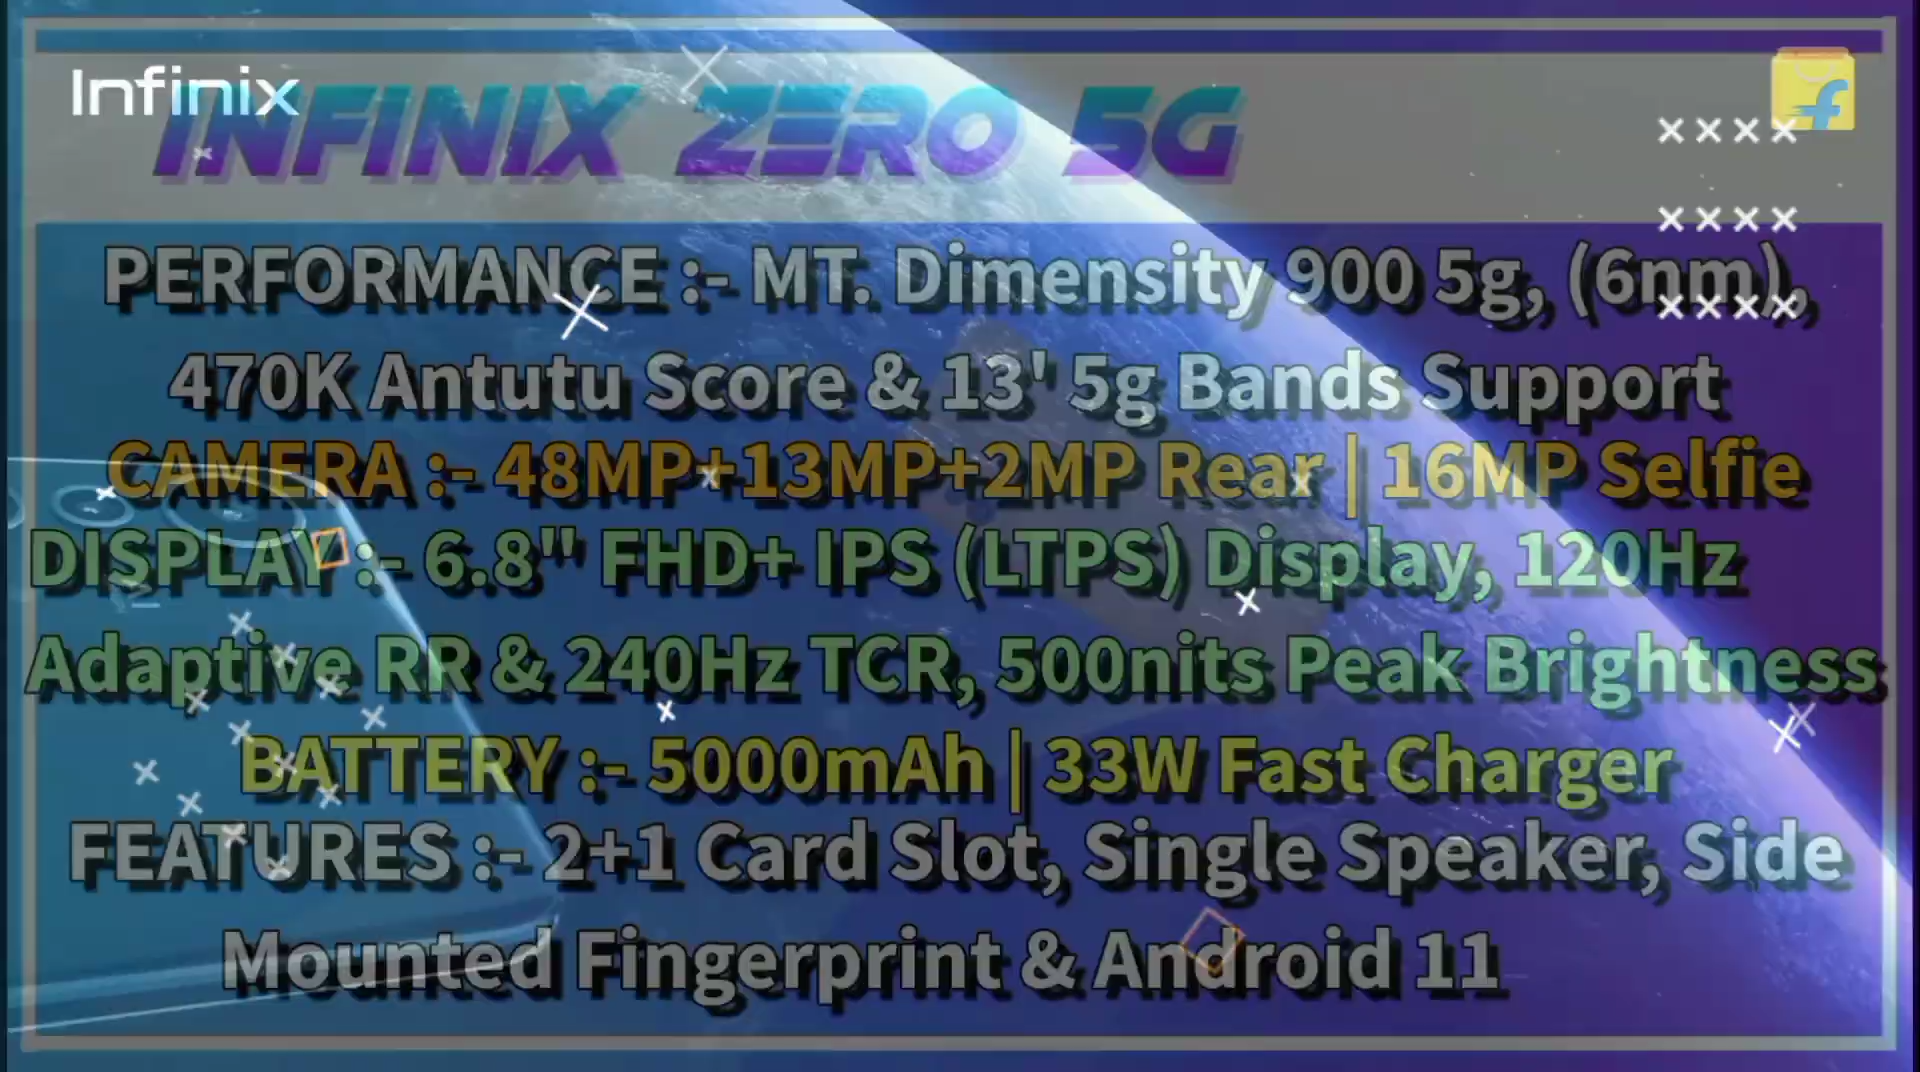 Infinix
INFINIX ZERO 5G
PERFORMANCE :- MT. Dimensity 900 5g, (6nm),
470K Antutu Score & 13' 5g Bands Support
CAMERA :- 48MP+13MP+2MP Rear | 16MP Selfie
DISPLAY :- 6.8" FHD+ IPS (LTPS) Display, 120Hz
Adaptive RR & 240Hz TCR, 500nits Peak Brightness
BATTERY :- 5000mAh | 33W Fast Charger
FEATURES :- 2+1 Card Slot, Single Speaker, Side
Mounted Fingerprint & Android 11